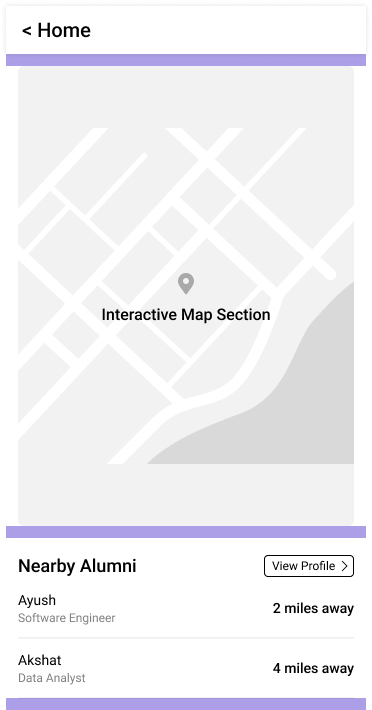 < Home
Interactive Map Section
Nearby Alumni
View Profile >
Ayush
Software Engineer
2 miles away
Akshat
Data Analyst
4 miles away